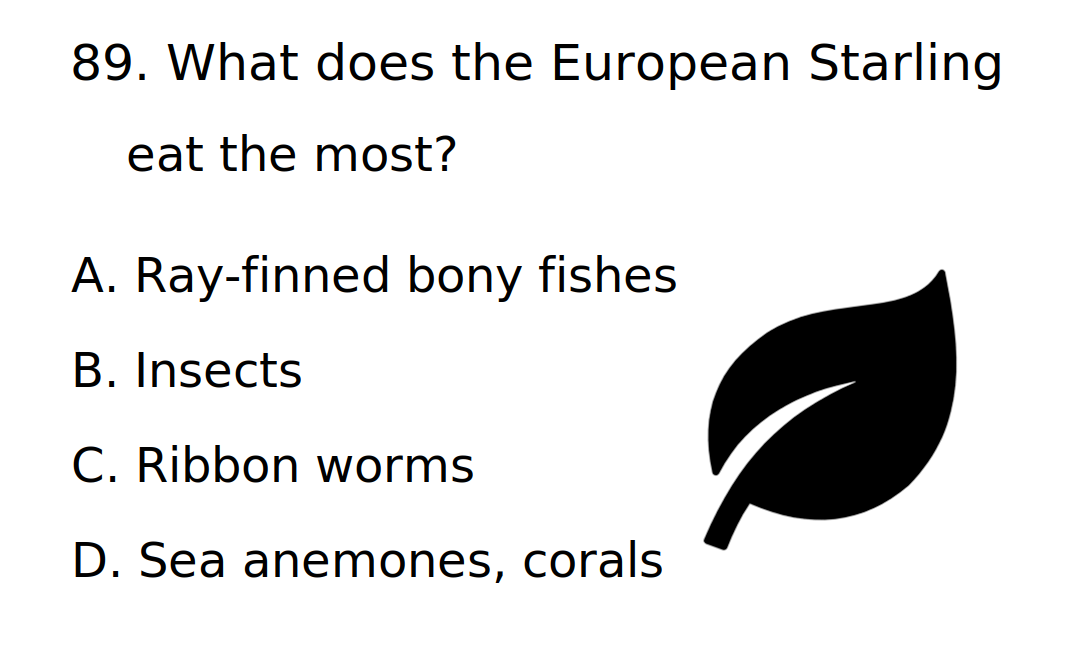 89. What does the European Starling
eat the most?
A. Ray-finned bony fishes
B. Insects
C. Ribbon worms
D. Sea anemones, corals